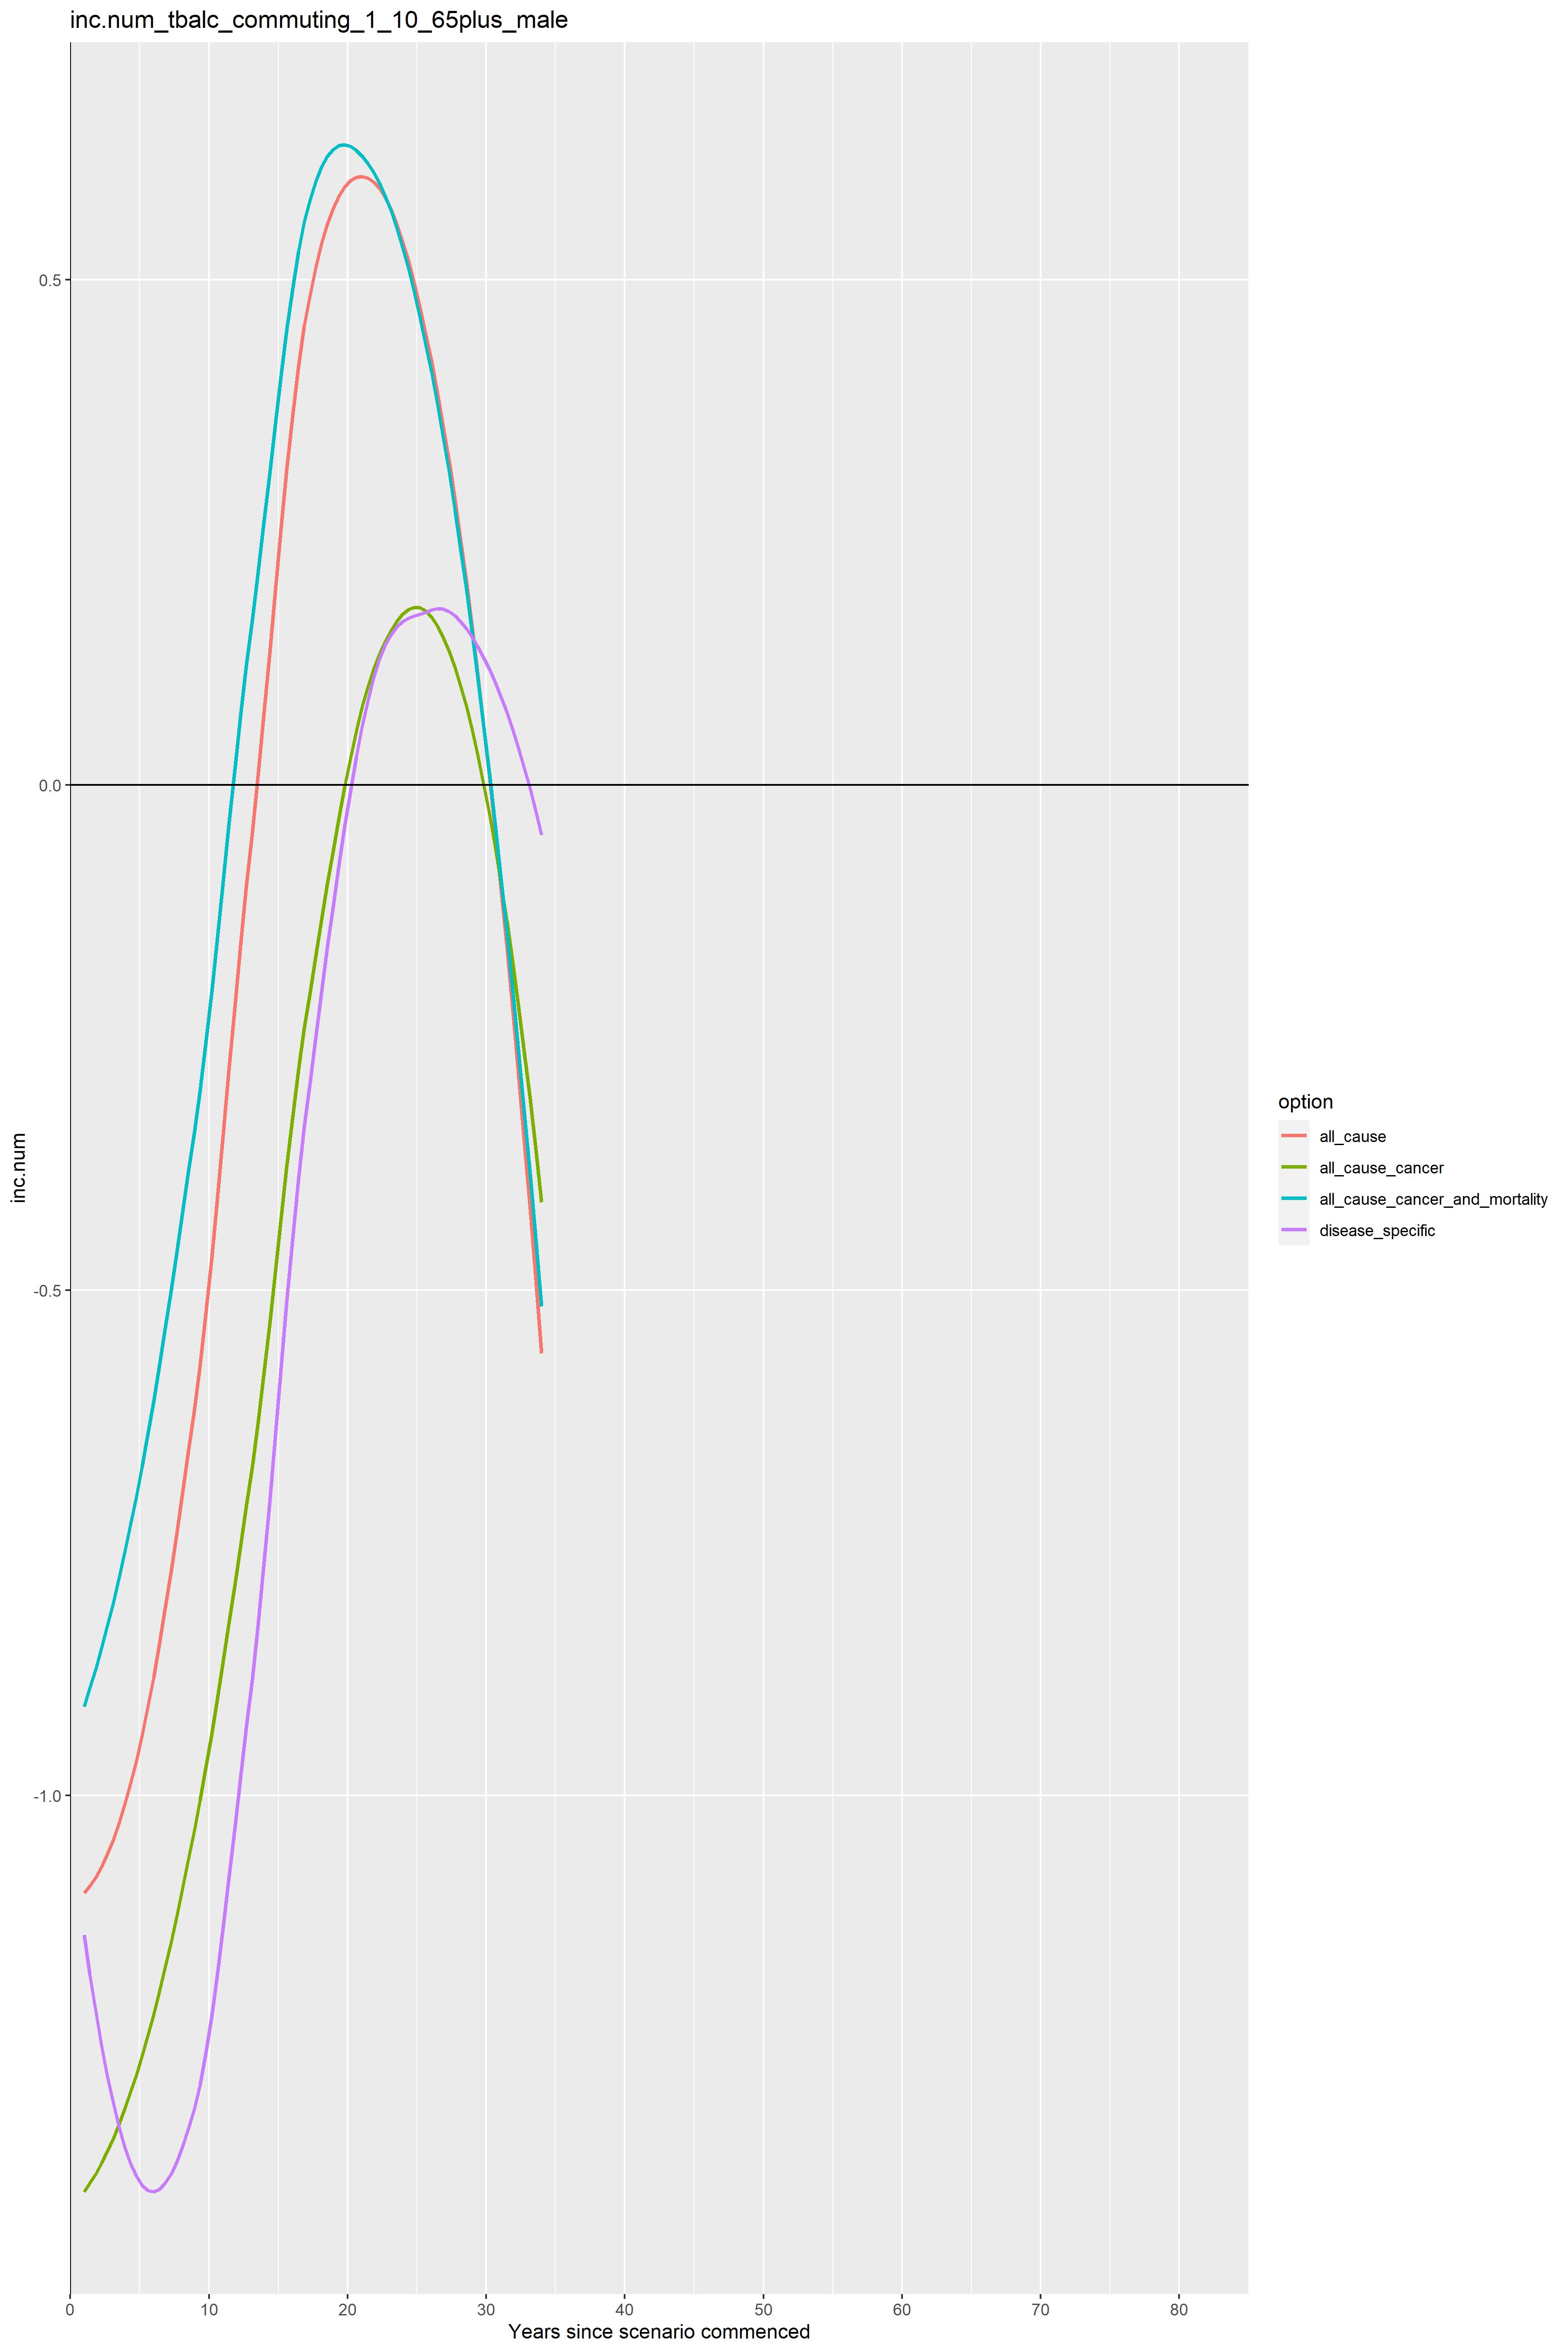 inc.num_tbalc_commuting_1_10_65plus_male
inc.num
0.5
0.0
-0.5
-1.0
0 10 20 30 40 50 60 70 80
Years since scenario commenced
option
all_cause
all_cause_cancer
all_cause_cancer_and_mortality
disease_specific